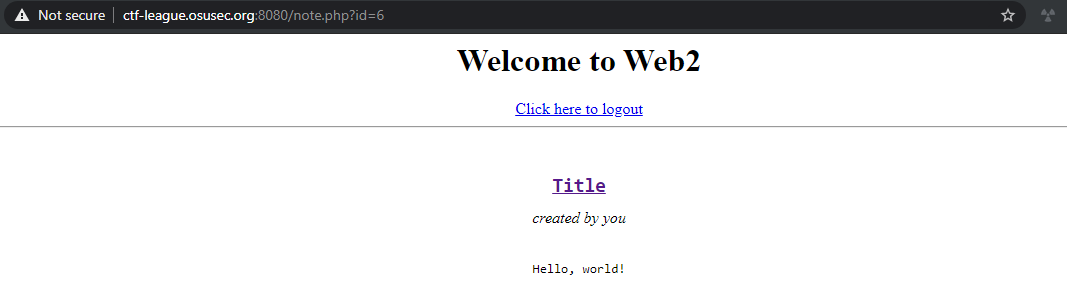 Not secure | ctf-league.osusec.org:8080/note.php?id=6
Welcome to Web2
Click here to logout
Title
created by you
Hello, world!